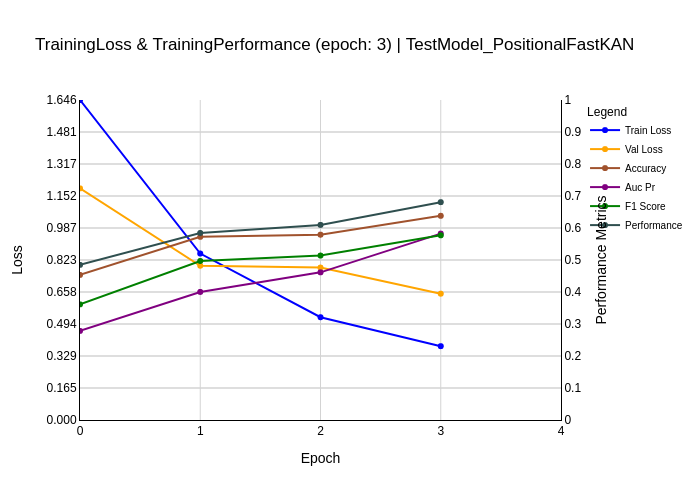 TrainingLoss & TrainingPerformance (epoch: 3) | TestModel_PositionalFastKAN
1.646
1.481
1.317
1.152
0.987
0.823
0.658
0.494
0.329
0.165
0.000
Loss
0
1
2
3
4
Epoch
1
0.9
0.8
0.7
0.6
0.5
0.4
0.3
0.2
0.1
0
Performance Metrics
Legend
Train Loss
Val Loss
Accuracy
Auc Pr
F1 Score
Performance